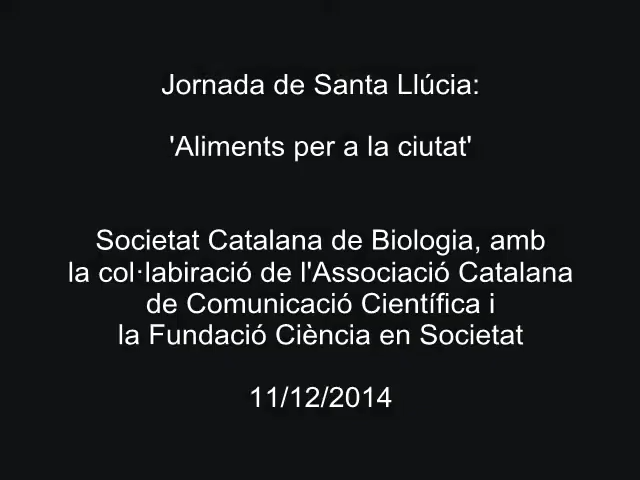 Jornada de Santa Llúcia:
'Aliments per a la ciutat'
Societat Catalana de Biologia, amb
la col·labiració de l'Associació Catalana
de Comunicació Científica i
la Fundació Ciència en Societat
11/12/2014